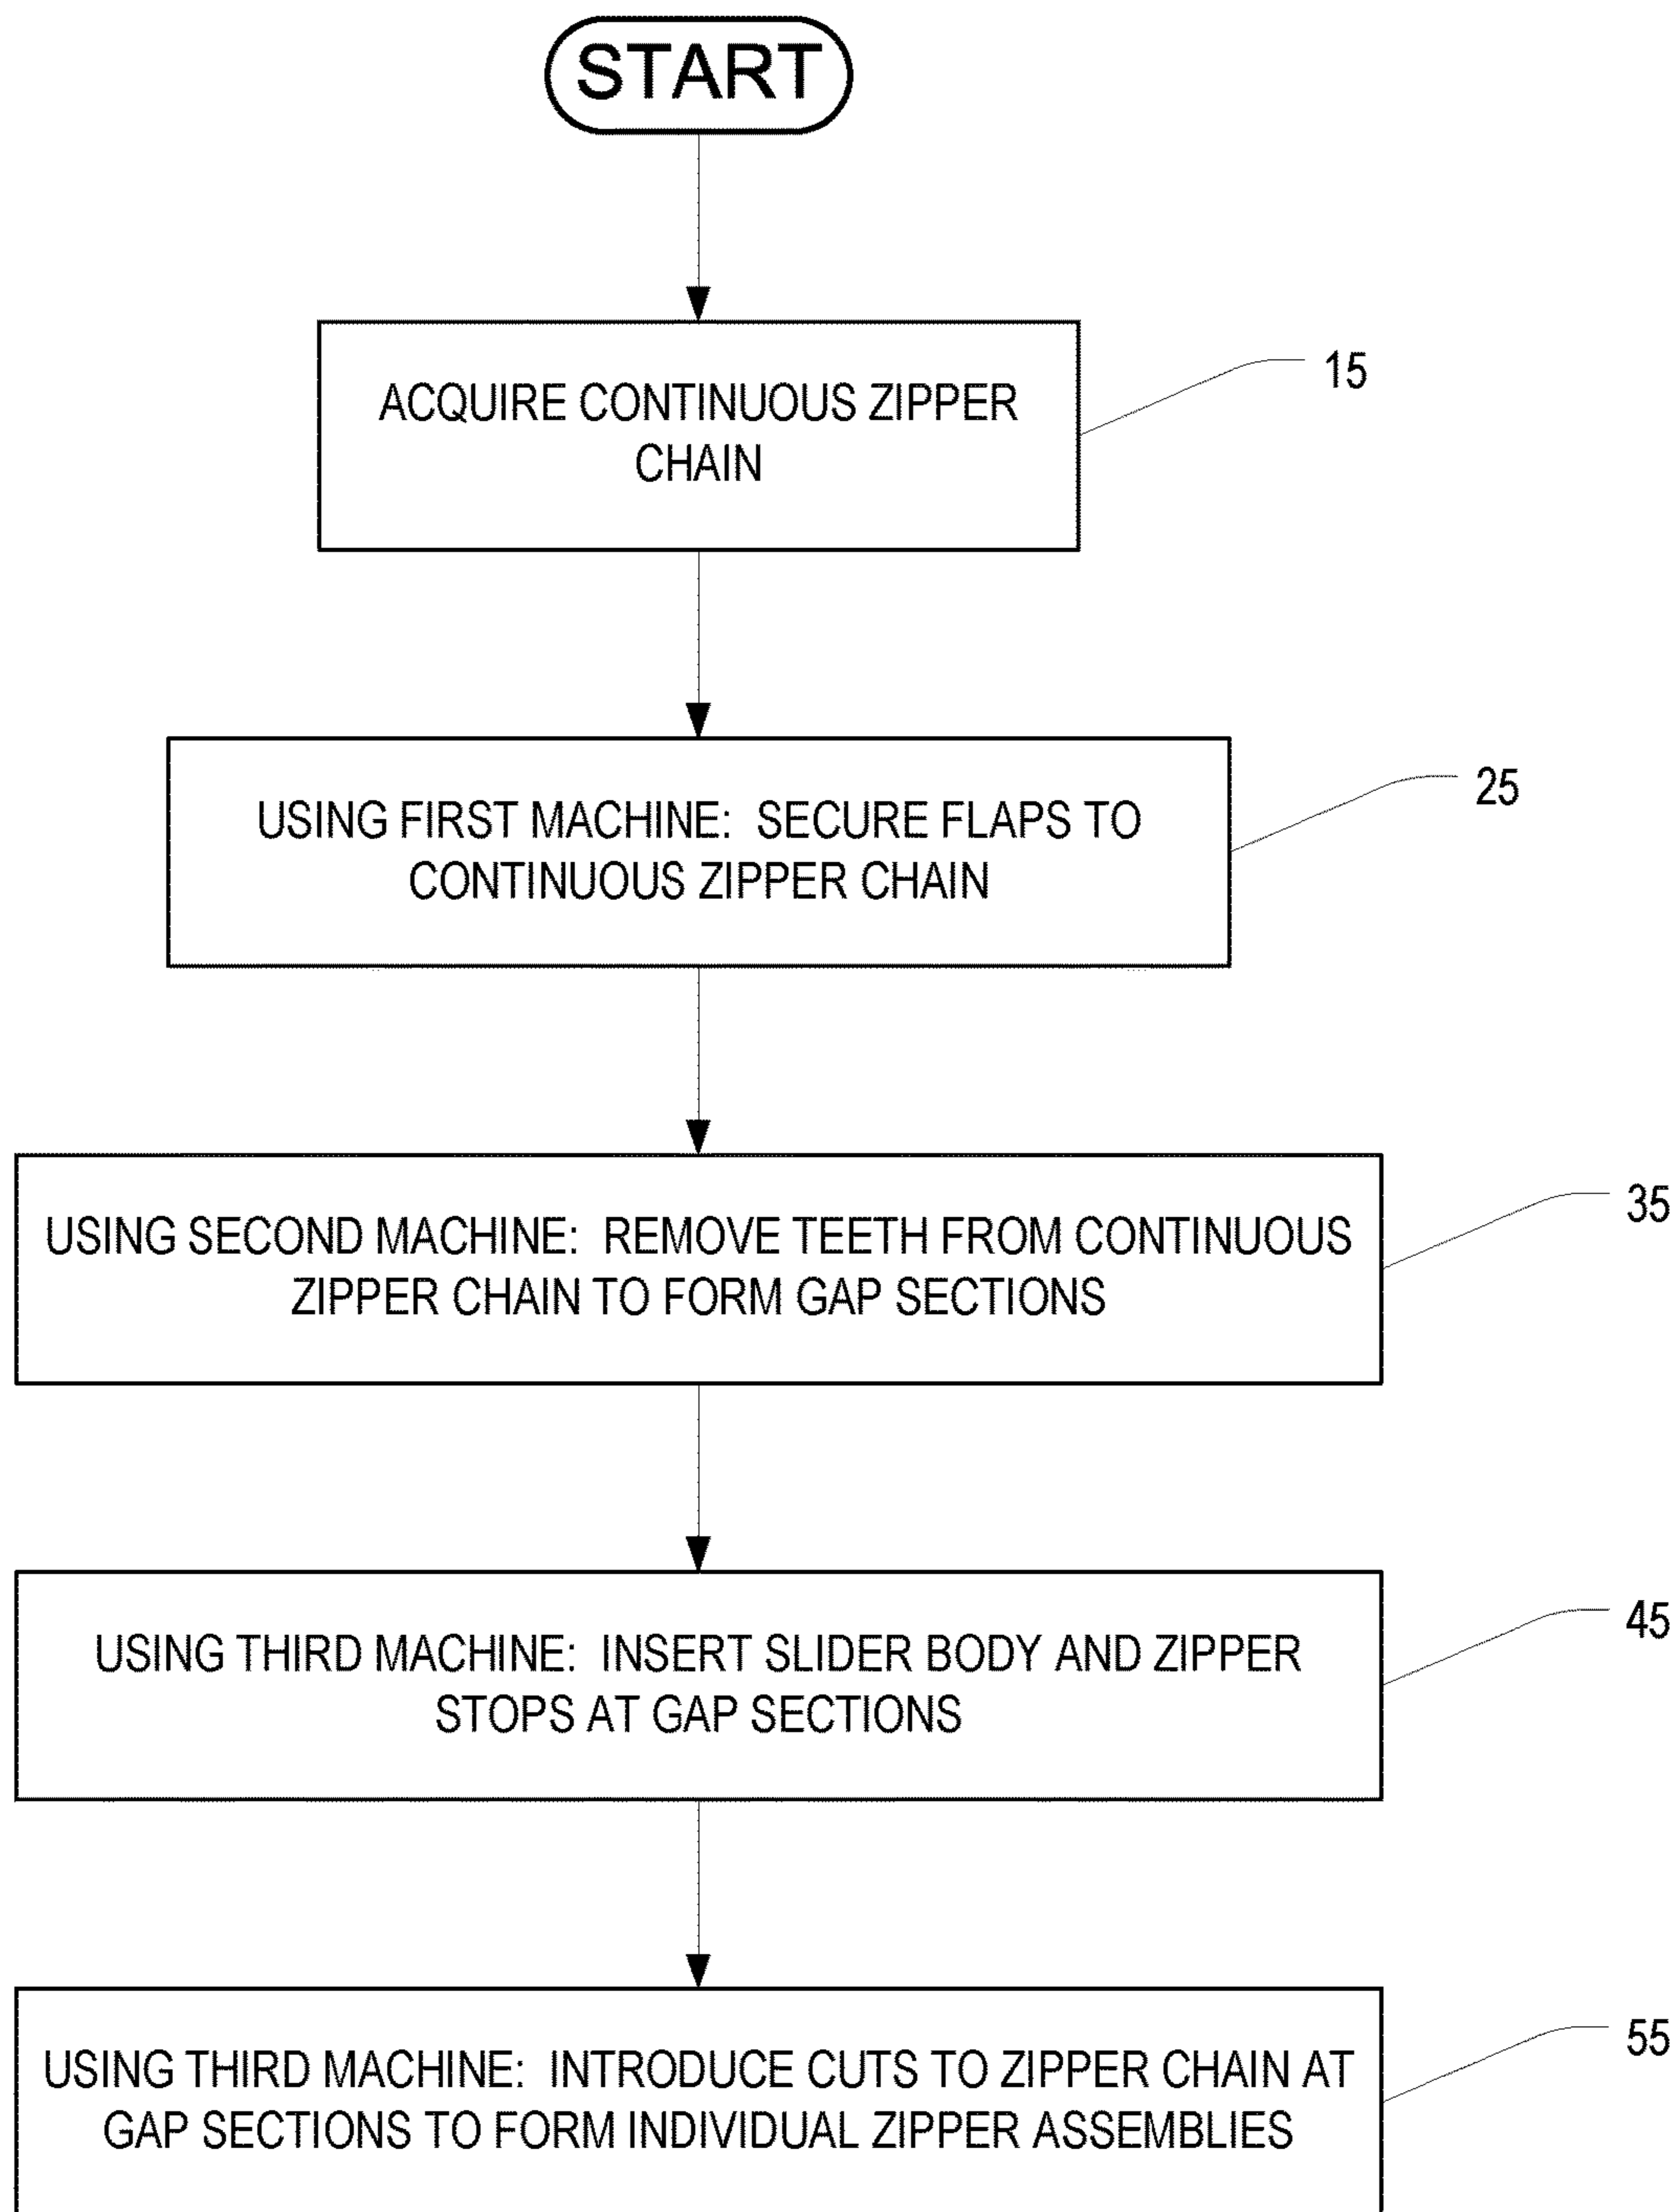 START
ACQUIRE CONTINUOUS ZIPPER
CHAIN
15
USING FIRST MACHINE: SECURE FLAPS TO
CONTINUOUS ZIPPER CHAIN
25
USING SECOND MACHINE: REMOVE TEETH FROM CONTINUOUS
ZIPPER CHAIN TO FORM GAP SECTIONS
35
USING THIRD MACHINE: INSERT SLIDER BODY AND ZIPPER
STOPS AT GAP SECTIONS
45
USING THIRD MACHINE: INTRODUCE CUTS TO ZIPPER CHAIN AT
GAP SECTIONS TO FORM INDIVIDUAL ZIPPER ASSEMBLIES
55